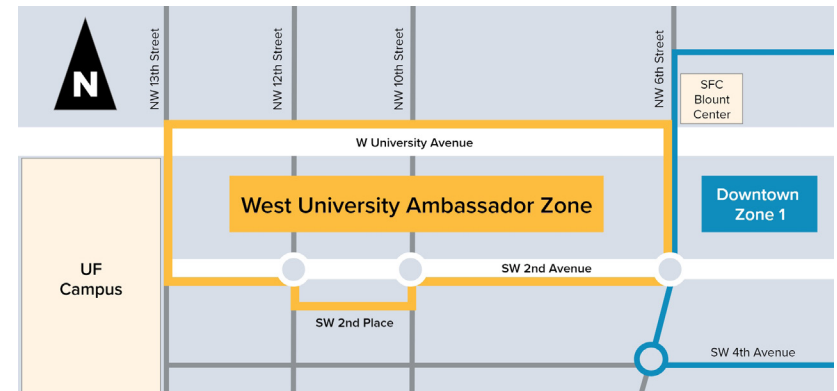 N
NW 13th Street
NW 12th Street
NW 10th Street
NW 6th Street
SFC
Blount
Center
W University Avenue
West University Ambassador Zone
Downtown
Zone 1
UF
Campus
SW 2nd Avenue
SW 2nd Place
SW 4th Avenue